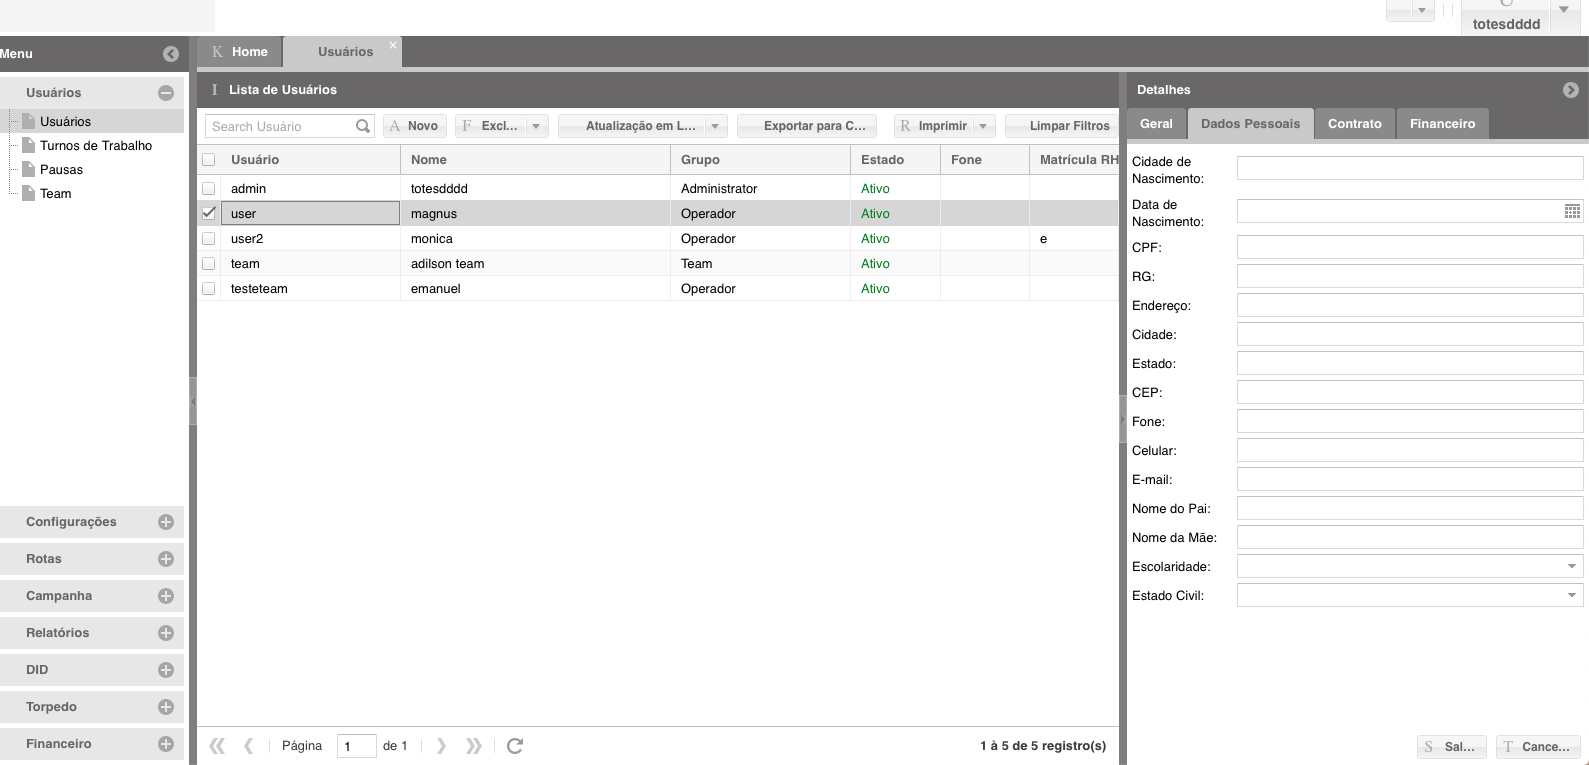 totesdddd
Menu
K Home
Usuários
Usuários
Usuários
Turnos de Trabalho
Pausas
Team
Configurações
Rotas
Campanha
Relatórios
DID
Torpedo
Financeiro
I Lista de Usuários
Search Usuário
A Novo
F Excl...
Atualização em L...
Exportar para C...
R Imprimir
Limpar Filtros
Usuário Nome Grupo Estado Fone Matrícula RH
admin totesdddd Administrator Ativo
user magnus Operador Ativo
user2 monica Operador Ativo e
team adilson team Team Ativo
testeteam emanuel Operador Ativo
Página 1 de 1
1 à 5 de 5 registro(s)
Detalhes
Geral Dados Pessoais Contrato Financeiro
Cidade de
Nascimento:
Data de
Nascimento:
CPF:
RG:
Endereço:
Cidade:
Estado:
CEP:
Fone:
Celular:
E-mail:
Nome do Pai:
Nome da Mãe:
Escolaridade:
Estado Civil:
S Sal...
T Cance...